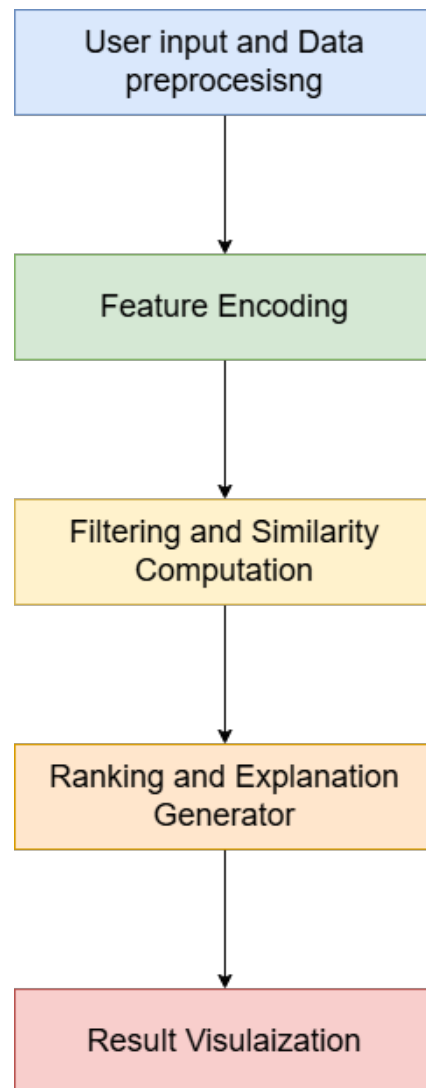 User input and Data
preprocesisng
Feature Encoding
Filtering and Similarity
Computation
Ranking and Explanation
Generator
Result Visulaization